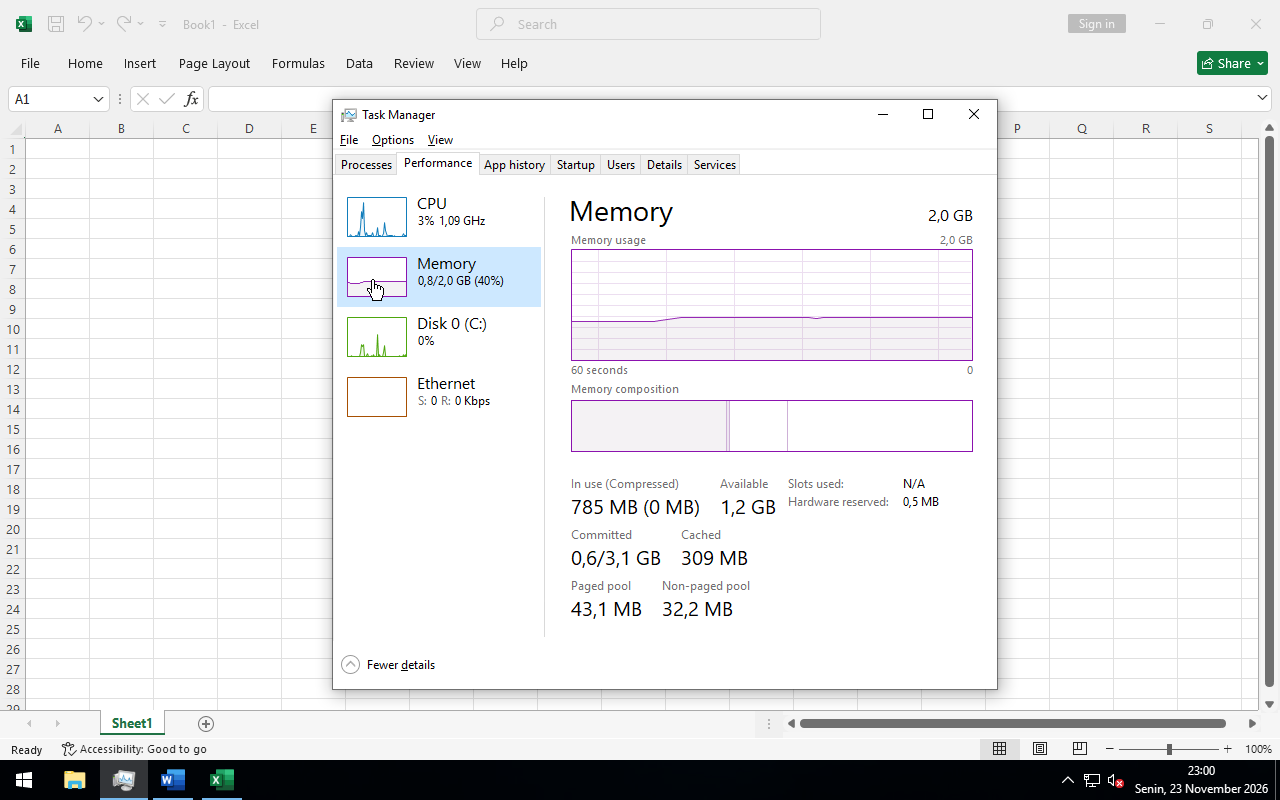 Book1 - Excel
Search
Sign in
File Home Insert Page Layout Formulas Data Review View Help
Share
A1
fx
A B C D E P Q R S
1
2
3
4
5
6
7
8
9
10
11
12
13
14
15
16
17
18
19
20
21
22
23
24
25
26
27
28
29
Task Manager
File Options View
Processes Performance App history Startup Users Details Services
CPU
3% 1,09 GHz
Memory
0,8/2,0 GB (40%)
Disk 0 (C:)
0%
Ethernet
S: 0 R: 0 Kbps
Memory 2,0 GB
Memory usage 2,0 GB
60 seconds 0
Memory composition
In use (Compressed) Available Slots used: N/A
785 MB (0 MB) 1,2 GB Hardware reserved: 0,5 MB
Committed Cached
0,6/3,1 GB 309 MB
Paged pool Non-paged pool
43,1 MB 32,2 MB
Fewer details
Sheet1
Ready Accessibility: Good to go 100%
23:00
Senin, 23 November 2026